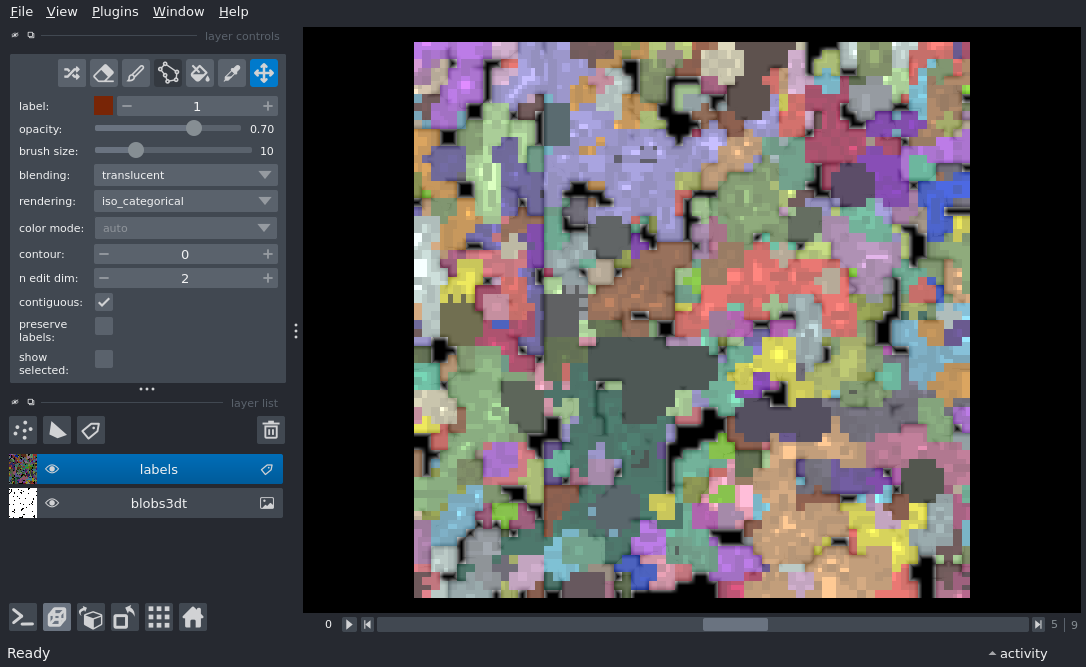 File View Plugins Window Help
layer controls
label: 1
opacity: 0.70
brush size: 10
blending: translucent
rendering: iso_categorical
color mode: auto
contour: 0
n edit dim: 2
contiguous:
preserve
labels:
show
selected:
layer list
labels
blobs3dt
0 5 9
Ready activity